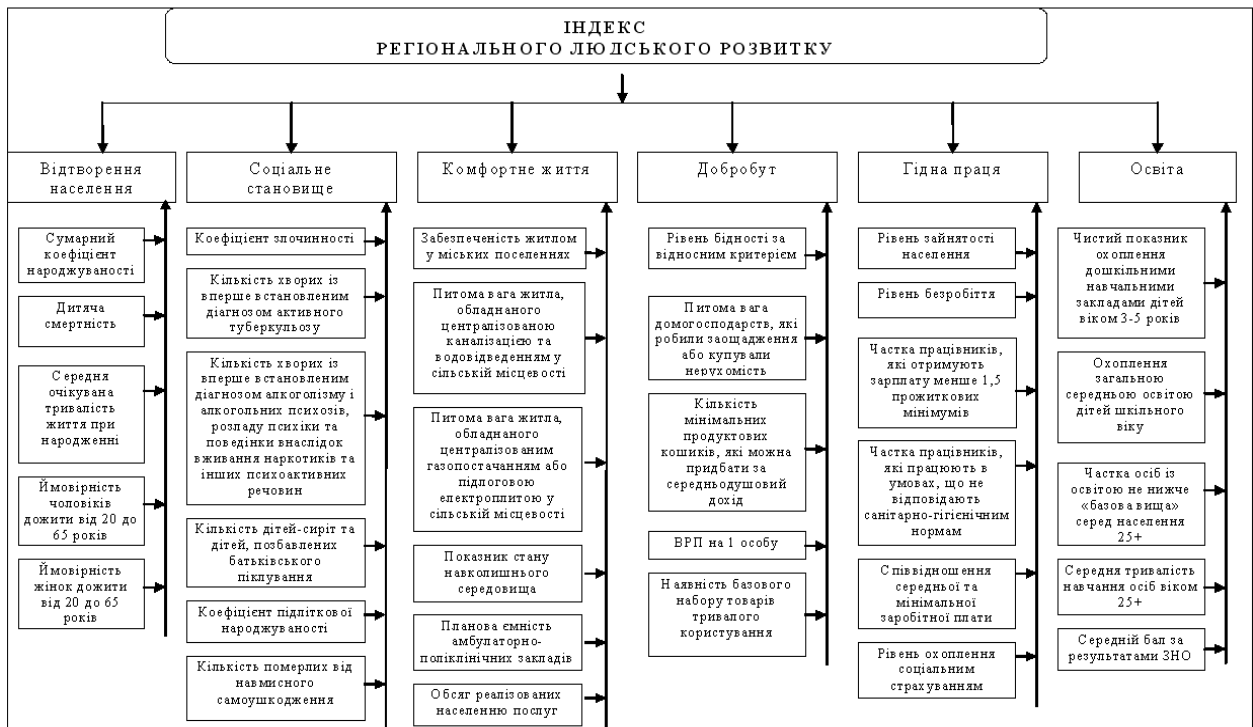 ІНДЕКС
РЕГІОНАЛЬНОГО ЛЮДСЬКОГО РОЗВИТКУ
Відтворення
населення
Сумарний
коефіцієнт
народжуваності
Дитяча
смертність
Середня
очікувана
тривалість
життя при
народженні
Ймовірність
чоловіків
дожити від 20 до
65 років
Ймовірність
жінок дожити
від 20 до 65
років
Соціальне
становище
Коефіцієнт злочинності
Кількість хворих із
вперше встановленим
діагнозом активного
туберкульозу
Кількість хворих із
вперше встановленим
діагнозом алкоголізму і
алкогольних психозів,
розладу психіки та
поведінки внаслідок
вживання наркотиків та
інших психоактивних
речовин
Кількість дітей-сиріт та
дітей, позбавлених
батьківського
піклування
Коефіцієнт підліткової
народжуваності
Кількість померлих від
навмисного
самоушкодження
Комфортне життя
Забезпеченість житлом
у міських поселеннях
Питома вага житла,
обладнаного
централізованою
каналізацією та
водовідведенням у
сільській місцевості
Питома вага житла,
обладнаного
централізованим
газопостачанням або
підлоговою
електроплитою у
сільській місцевості
Показник стану
навколишнього
середовища
Планова ємність
амбулаторно-
поліклінічних закладів
Обсяг реалізованих
населенню послуг
Добробут
Рівень бідності за
відносним критерієм
Питома вага
домогосподарств, які
робили заощадження
або купували
нерухомість
Кількість
мінімальних
продуктових
кошиків, які можна
придбати за
середньодушовий
дохід
ВРП на 1 особу
Наявність базового
набору товарів
тривалого
користування
Гідна праця
Рівень зайнятості
населення
Рівень безробіття
Частка працівників,
які отримують
зарплату менше 1,5
прожиткових
мінімумів
Частка працівників,
які працюють в
умовах, що не
відповідають
санітарно-гігієнічним
нормам
Співвідношення
середньої та
мінімальної
заробітної плати
Рівень охоплення
соціальним
страхуванням
Освіта
Чистий показник
охоплення
дошкільними
навчальними
закладами дітей
віком 3-5 років
Охоплення
загальною
середньою освітою
дітей шкільного
віку
Частка осіб із
освітою не нижче
«базова вища»
серед населення
25+
Середня тривалість
навчання осіб віком
25+
Середній бал за
результатами ЗНО